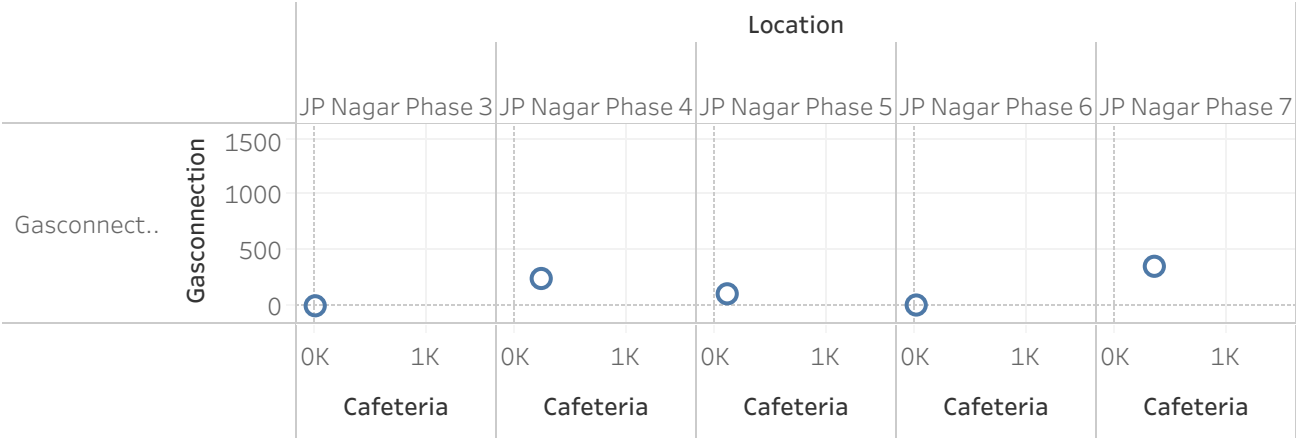 Location
JP Nagar Phase 3 JP Nagar Phase 4 JP Nagar Phase 5 JP Nagar Phase 6 JP Nagar Phase 7
Gasconnect..
Gasconnection
1500
1000
500
0
0K 1K 0K 1K 0K 1K 0K 1K 0K 1K
Cafeteria Cafeteria Cafeteria Cafeteria Cafeteria